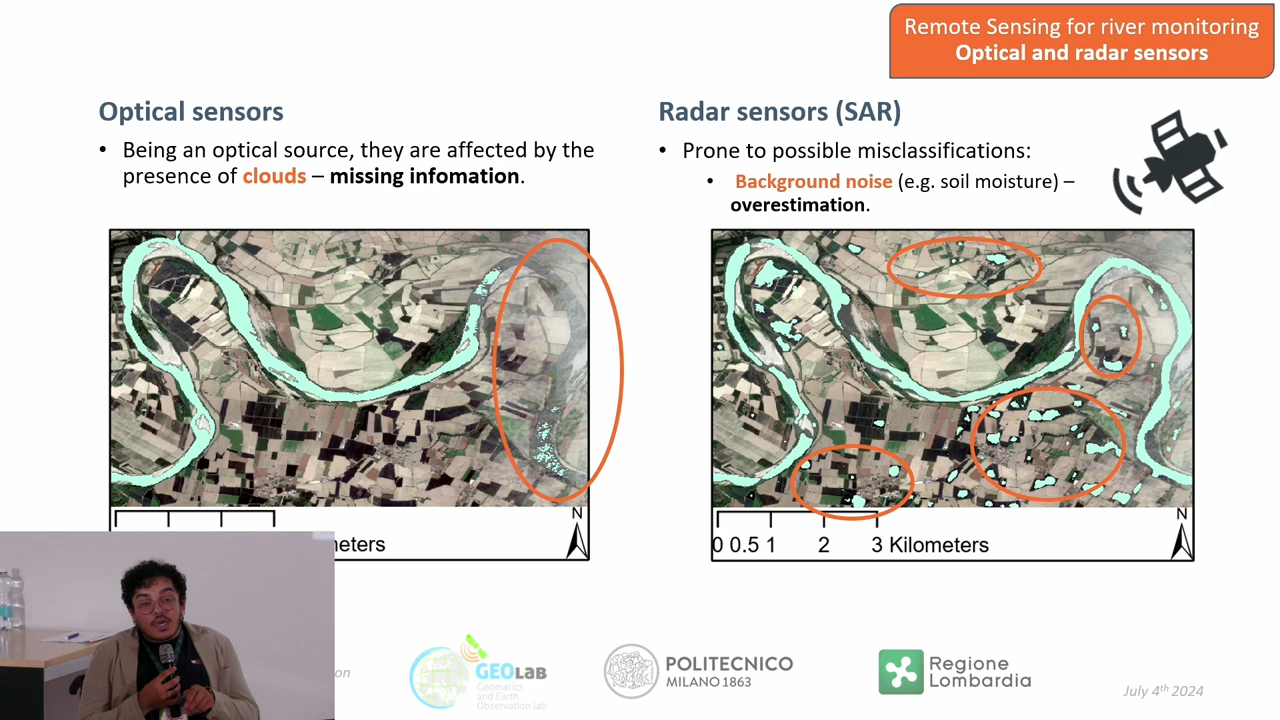 Remote Sensing for river monitoring
Optical and radar sensors
Optical sensors
• Being an optical source, they are affected by the
presence of clouds – missing infomation.
Radar sensors (SAR)
• Prone to possible misclassifications:
• Background noise (e.g. soil moisture) –
overestimation.
N
N
0 0.5 1 2 3 Kilometers
GEOLAB
Geomatics
and Earth
Observation lab
POLITECNICO
MILANO 1863
Regione
Lombardia
July 4th 2024